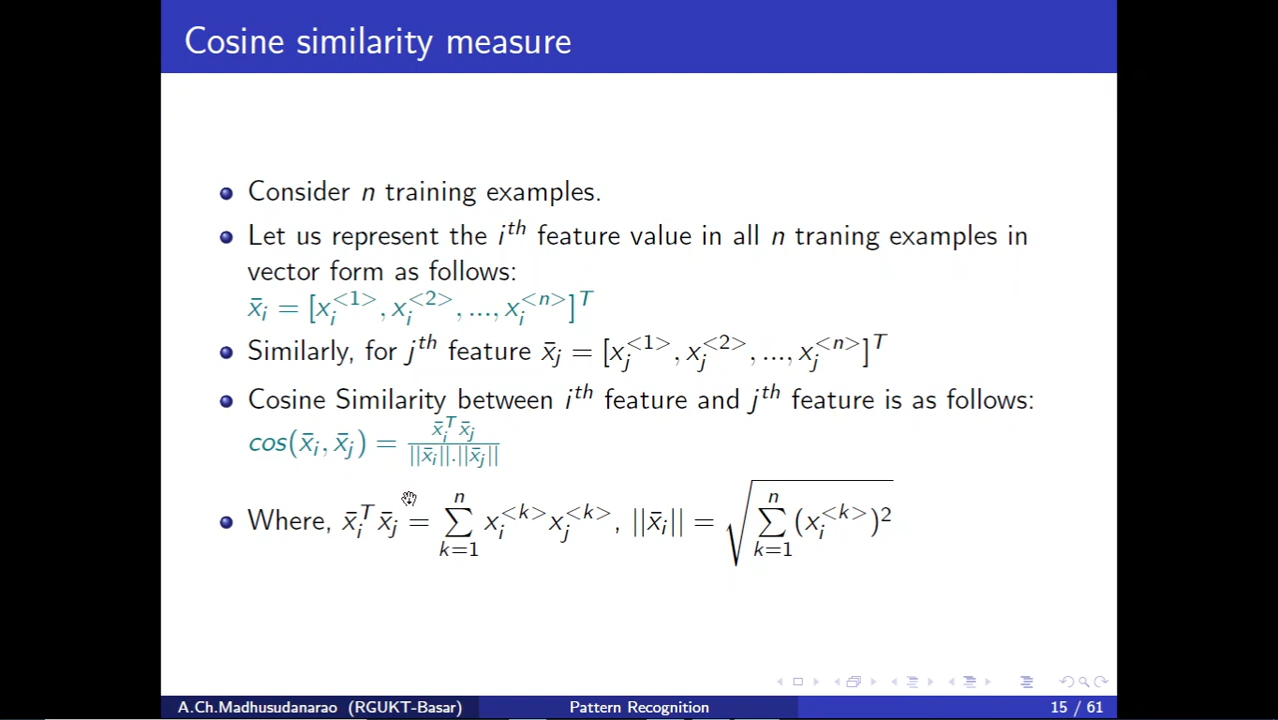 Cosine similarity measure
Consider n training examples.
Let us represent the i^th feature value in all n traning examples in
vector form as follows:
x̄_i = [x_i^<1>, x_i^<2>, ..., x_i^<n>]^T
Similarly, for j^th feature x̄_j = [x_j^<1>, x_j^<2>, ..., x_j^<n>]^T
Cosine Similarity between i^th feature and j^th feature is as follows:
cos(x̄_i, x̄_j) = x̄_i^T x̄_j / ||x̄_i||.||x̄_j||
Where, x̄_i^T x̄_j = ∑_{k=1}^{n} x_i^<k> x_j^<k>, ||x̄_i|| = √(∑_{k=1}^{n} (x_i^<k>)^2)
A.Ch.Madhusudanarao (RGUKT-Basar) Pattern Recognition 15 / 61